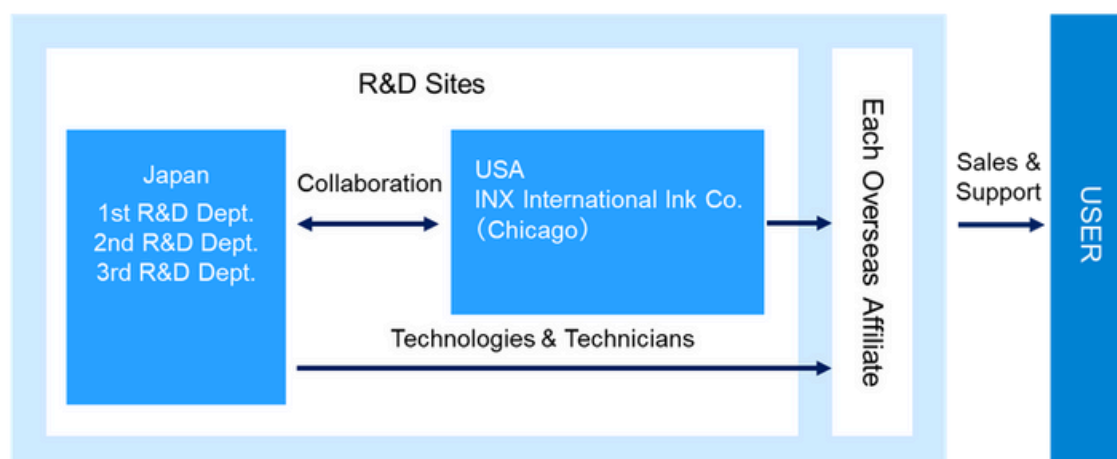 R&D Sites
Japan
1st R&D Dept.
2nd R&D Dept.
3rd R&D Dept.
Collaboration
USA
INX International Ink Co.
（Chicago）
Technologies & Technicians
Each Overseas Affiliate
Sales &
Support
USER